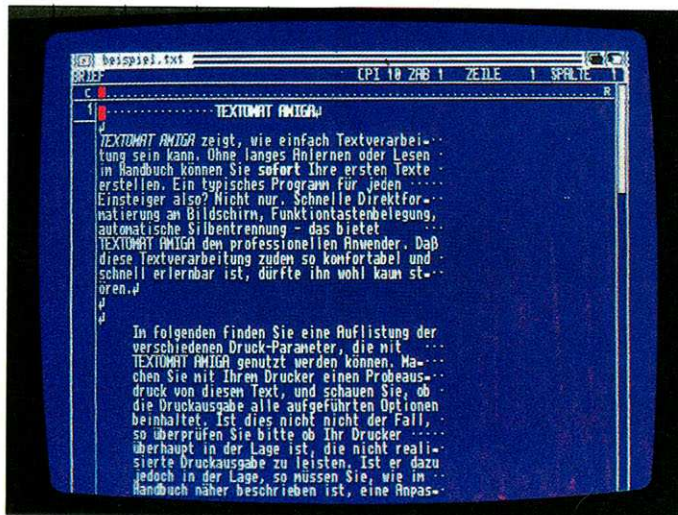 beispiel.txt
BRIEF CPI 10 ZAB 1 ZEILE 1 SPALTE 1
C R
1 TEXTOMAT AMIGA
TEXTOMAT AMIGA zeigt, wie einfach Textverarbei-
tung sein kann. Ohne langes Anlernen oder Lesen
im Handbuch können Sie sofort Ihre ersten Texte
erstellen. Ein typisches Programm für jeden
Einsteiger also? Nicht nur. Schnelle Direktfor-
matierung am Bildschirm, Funktiontastenbelegung,
automatische Silbentrennung - das bietet
TEXTOMAT AMIGA dem professionellen Anwender. Daß
diese Textverarbeitung zudem so komfortabel und
schnell erlernbar ist, dürfte ihn wohl kaum st-
ören.
Im folgenden finden Sie eine Auflistung der
verschiedenen Druck-Parameter, die mit
TEXTOMAT AMIGA genutzt werden können. Ma-
chen Sie mit Ihrem Drucker einen Probeaus-
druck von diesem Text, und schauen Sie, ob
die Druckausgabe alle aufgeführten Optionen
beinhaltet. Ist dies nicht nicht der Fall,
so überprüfen Sie bitte ob Ihr Drucker
überhaupt in der Lage ist, die nicht reali-
sierte Druckausgabe zu leisten. Ist er dazu
jedoch in der Lage, so müssen Sie, wie im
Handbuch näher beschrieben ist, eine Anpas-